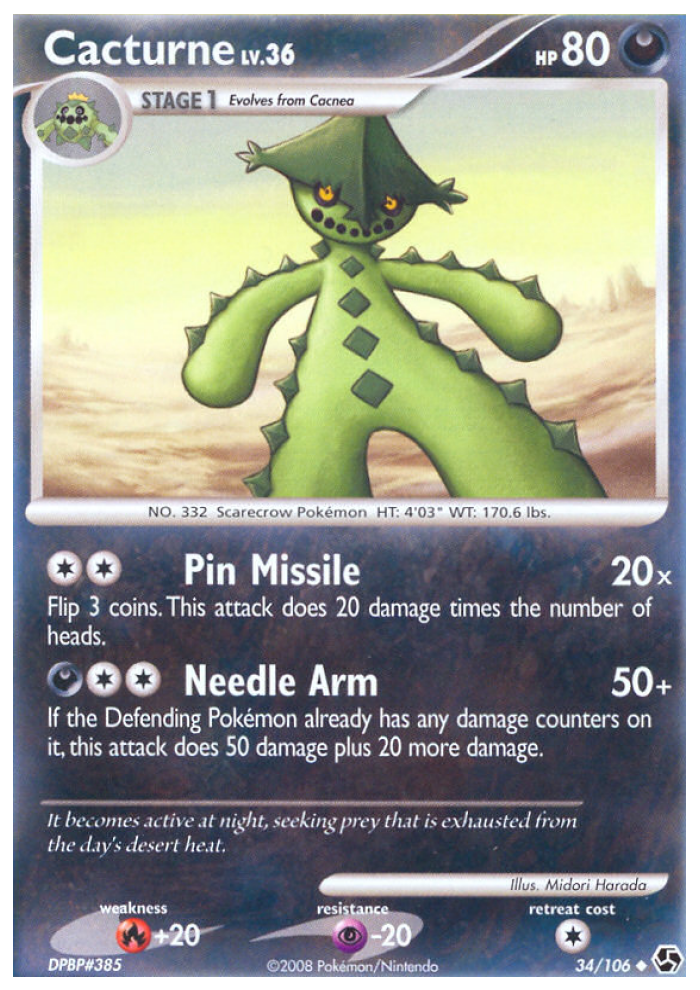 Cacturne LV.36 HP 80
STAGE 1 Evolves from Cacnea
NO. 332 Scarecrow Pokémon HT: 4'03" WT: 170.6 lbs.
Pin Missile 20x
Flip 3 coins. This attack does 20 damage times the number of
heads.
Needle Arm 50+
If the Defending Pokémon already has any damage counters on
it, this attack does 50 damage plus 20 more damage.
It becomes active at night, seeking prey that is exhausted from
the day's desert heat.
Illus. Midori Harada
weakness resistance retreat cost
+20 -20
DPBP#385 ©2008 Pokémon/Nintendo 34/106